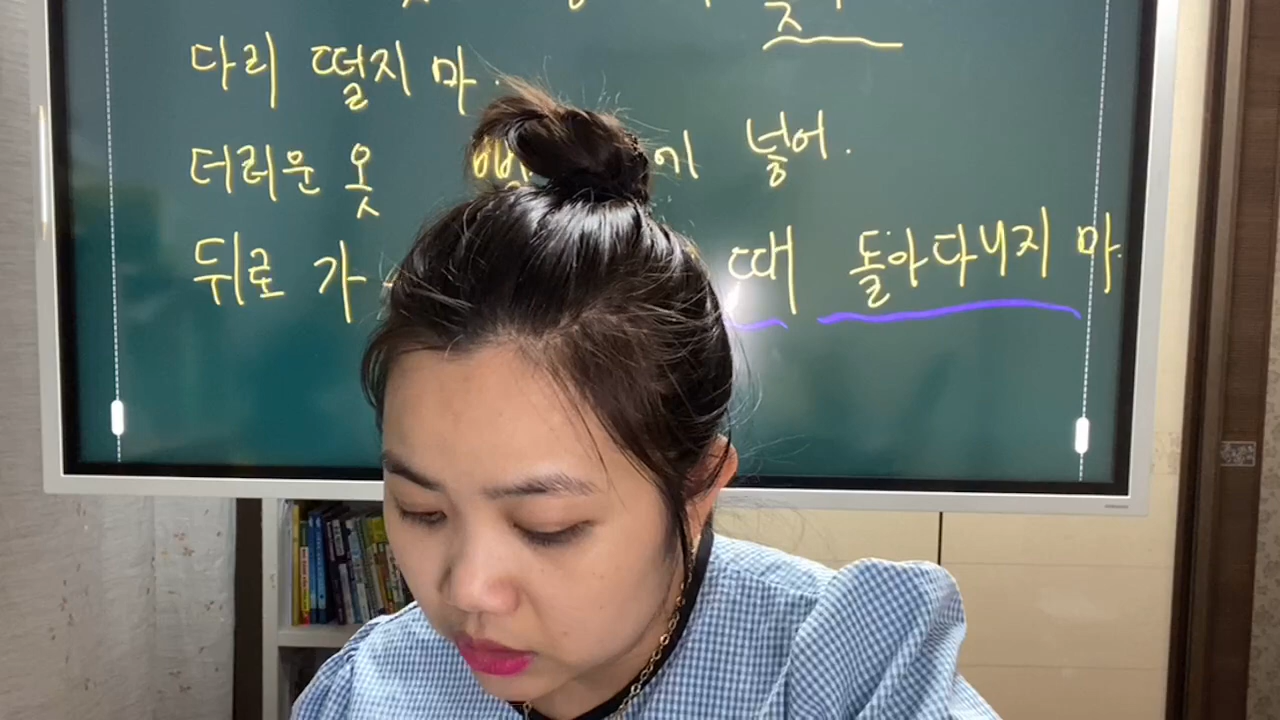 다리 떨지 마.
더러운 옷 넣어.
뒤로 가 때 돌아다니지 마.